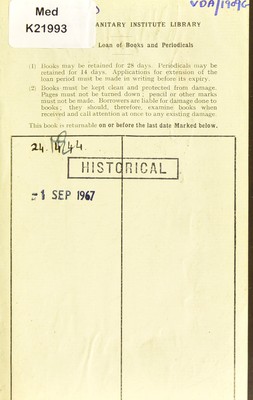 Med
K21993
VDA/1909C
ANITARY INSTITUTE LIBRARY
Loan of Books and Periodicals
(1) Books may be retained for 28 days. Periodicals may be
retained for 14 days. Applications for extension of the
loan period must be made in writing before its expiry.
(2) Books must be kept clean and protected from damage.
Pages must not be turned down; pencil or other marks
must not be made. Borrowers are liable for damage done to
books; they should, therefore, examine books when
received and call attention at once to any existing damage.
This book is returnable on or before the last date Marked below.
HISTORICAL
-1 SEP 1967